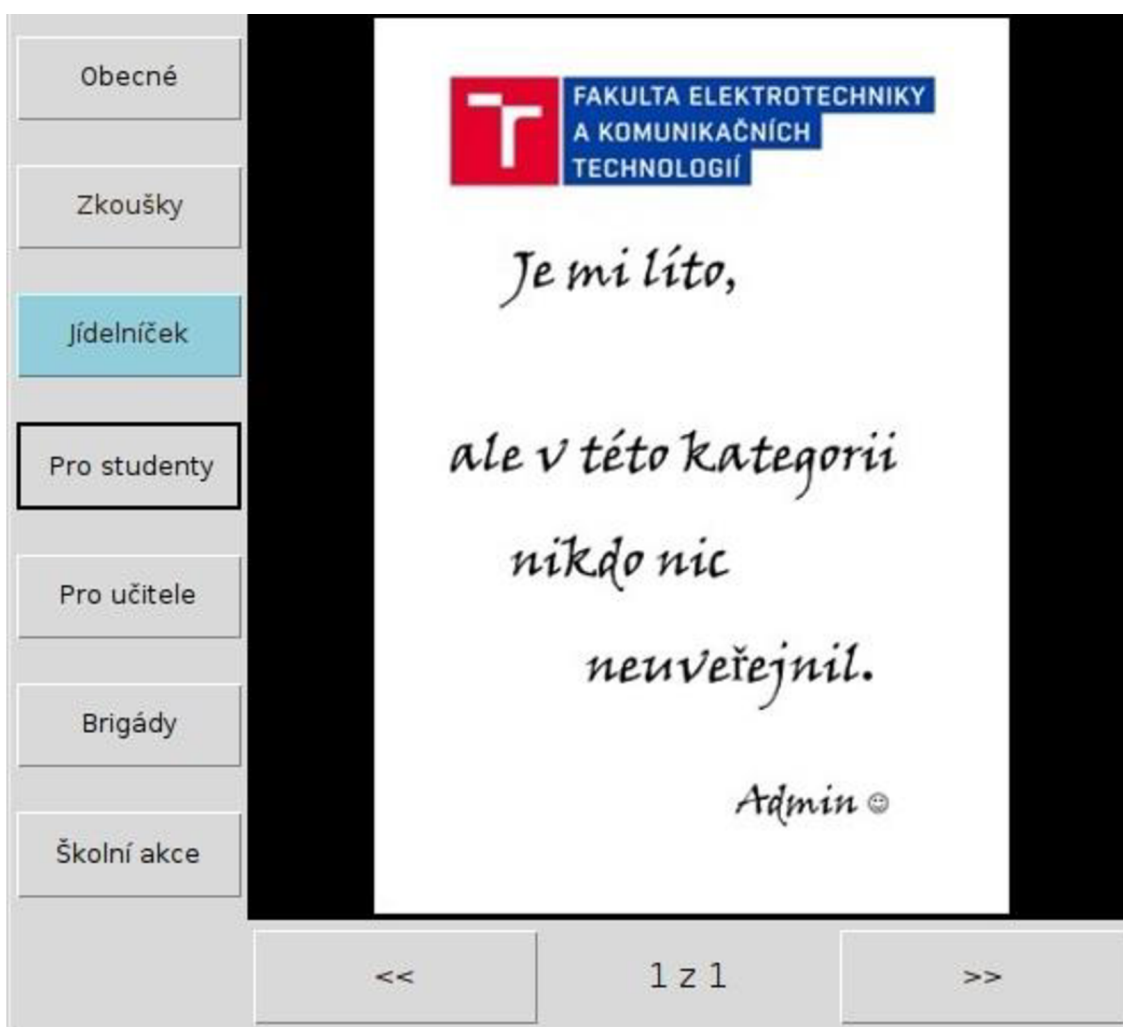 Obecné
Zkoušky
Jídelníček
Pro studenty
Pro učitele
Brigády
Školní akce
FAKULTA ELEKTROTECHNIKY
A KOMUNIKAČNÍCH
TECHNOLOGIÍ
Je mi líto,
ale v této kategorii
nikdo nic
neuveřejnil.
Admin ☺
<<
1 z 1
>>